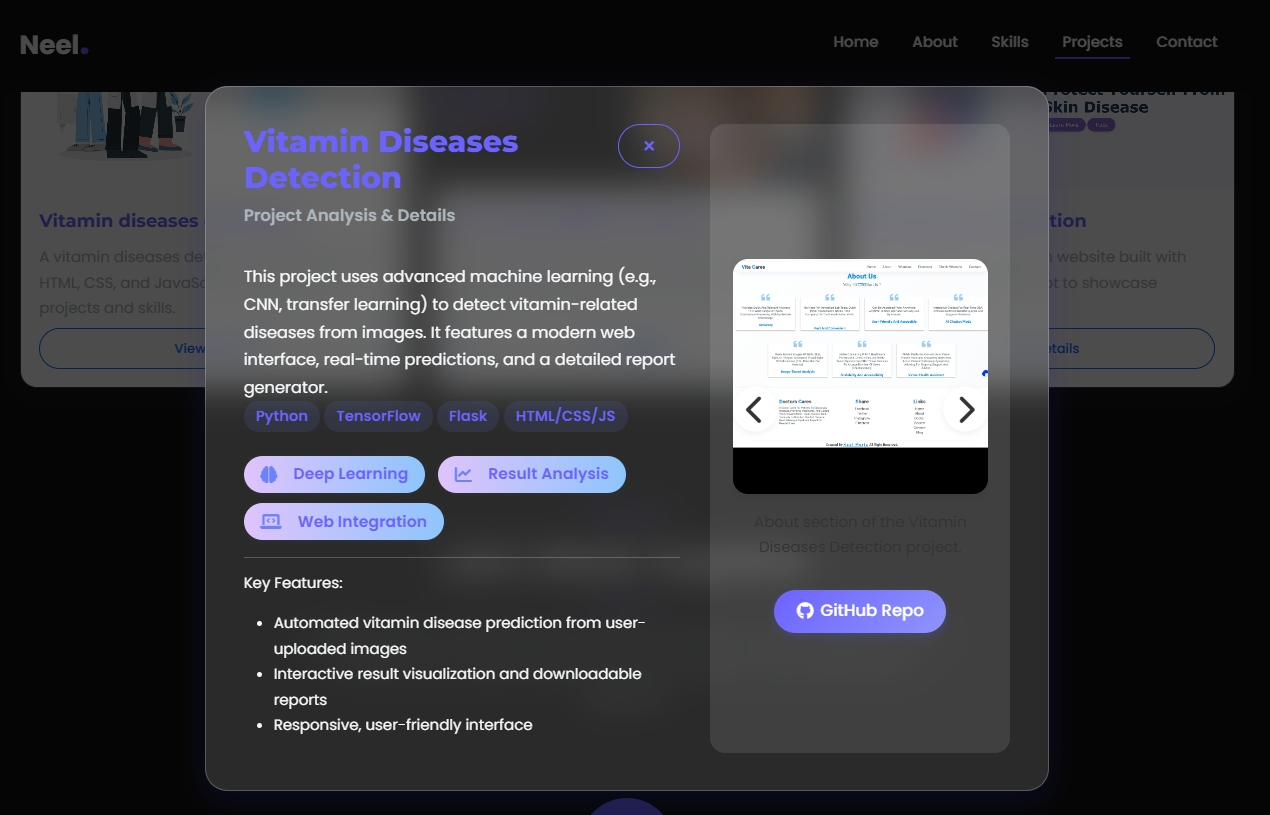 Neel.
Home About Skills Projects Contact
Protect Yourself From
Skin Disease
Learn More
Vitamin diseases
A vitamin diseases de
HTML, CSS, and JavaSc
projects and skills.
View
Vitamin Diseases
Detection
Project Analysis & Details
This project uses advanced machine learning (e.g.,
CNN, transfer learning) to detect vitamin-related
diseases from images. It features a modern web
interface, real-time predictions, and a detailed report
generator.
Python TensorFlow Flask HTML/CSS/JS
Deep Learning Result Analysis
Web Integration
Key Features:
Automated vitamin disease prediction from user-
uploaded images
Interactive result visualization and downloadable
reports
Responsive, user-friendly interface
Vita Cares
About Us
Doctors Cares Share Links
About section of the Vitamin
Diseases Detection project.
GitHub Repo
tion
website built with
ot to showcase
etails